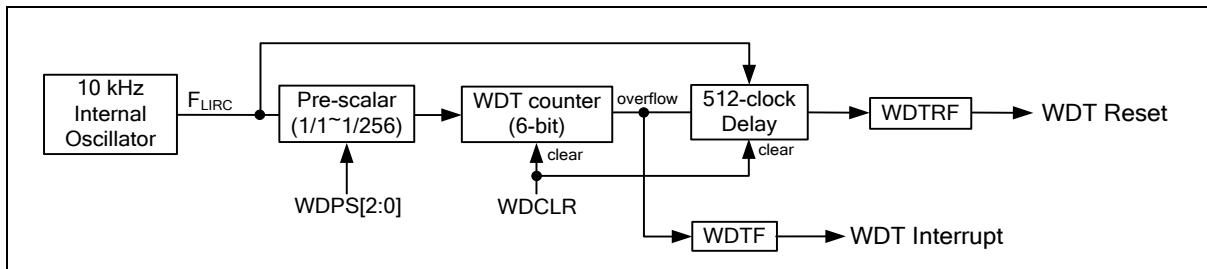 10 kHz
Internal
Oscillator
FLIRC
Pre-scalar
(1/1~1/256)
WDPS[2:0]
WDT counter
(6-bit)
clear
WDCLR
overflow
512-clock
Delay
clear
WDTRF
WDT Reset
WDTF
WDT Interrupt